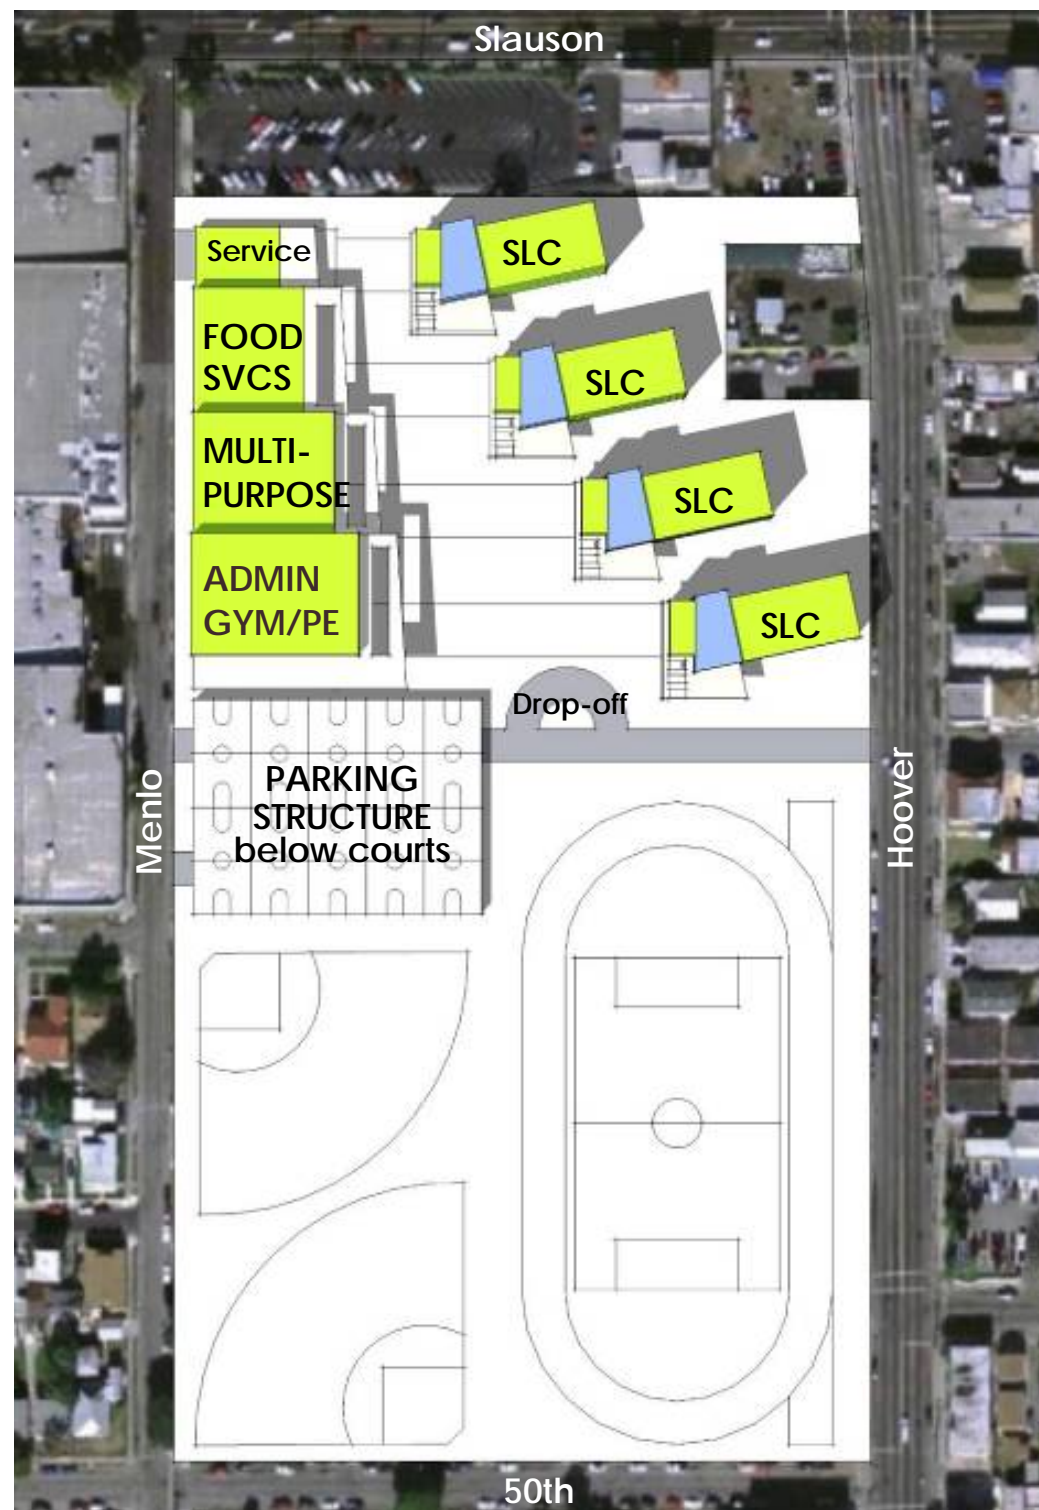 Slauson
Service
SLC
FOOD
SVCS
SLC
MULTI-
PURPOSE
SLC
ADMIN
GYM/PE
SLC
Drop-off
PARKING
STRUCTURE
below courts
Menlo
Hoover
50th